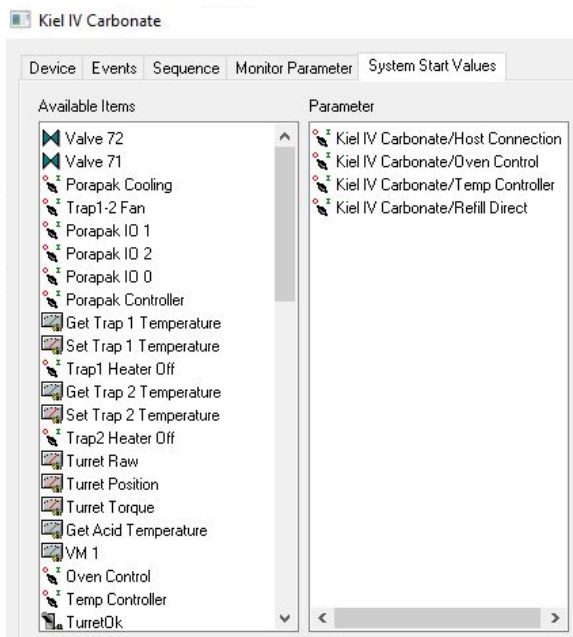 Kiel IV Carbonate
Device Events Sequence Monitor Parameter System Start Values
Available Items
Valve 72
Valve 71
Porapak Cooling
Trap1-2 Fan
Porapak IO 1
Porapak IO 2
Porapak IO 0
Porapak Controller
Get Trap 1 Temperature
Set Trap 1 Temperature
Trap1 Heater Off
Get Trap 2 Temperature
Set Trap 2 Temperature
Trap2 Heater Off
Turret Raw
Turret Position
Turret Torque
Get Acid Temperature
VM 1
Oven Control
Temp Controller
TurretOk
Parameter
Kiel IV Carbonate/Host Connection
Kiel IV Carbonate/Oven Control
Kiel IV Carbonate/Temp Controller
Kiel IV Carbonate/Refill Direct